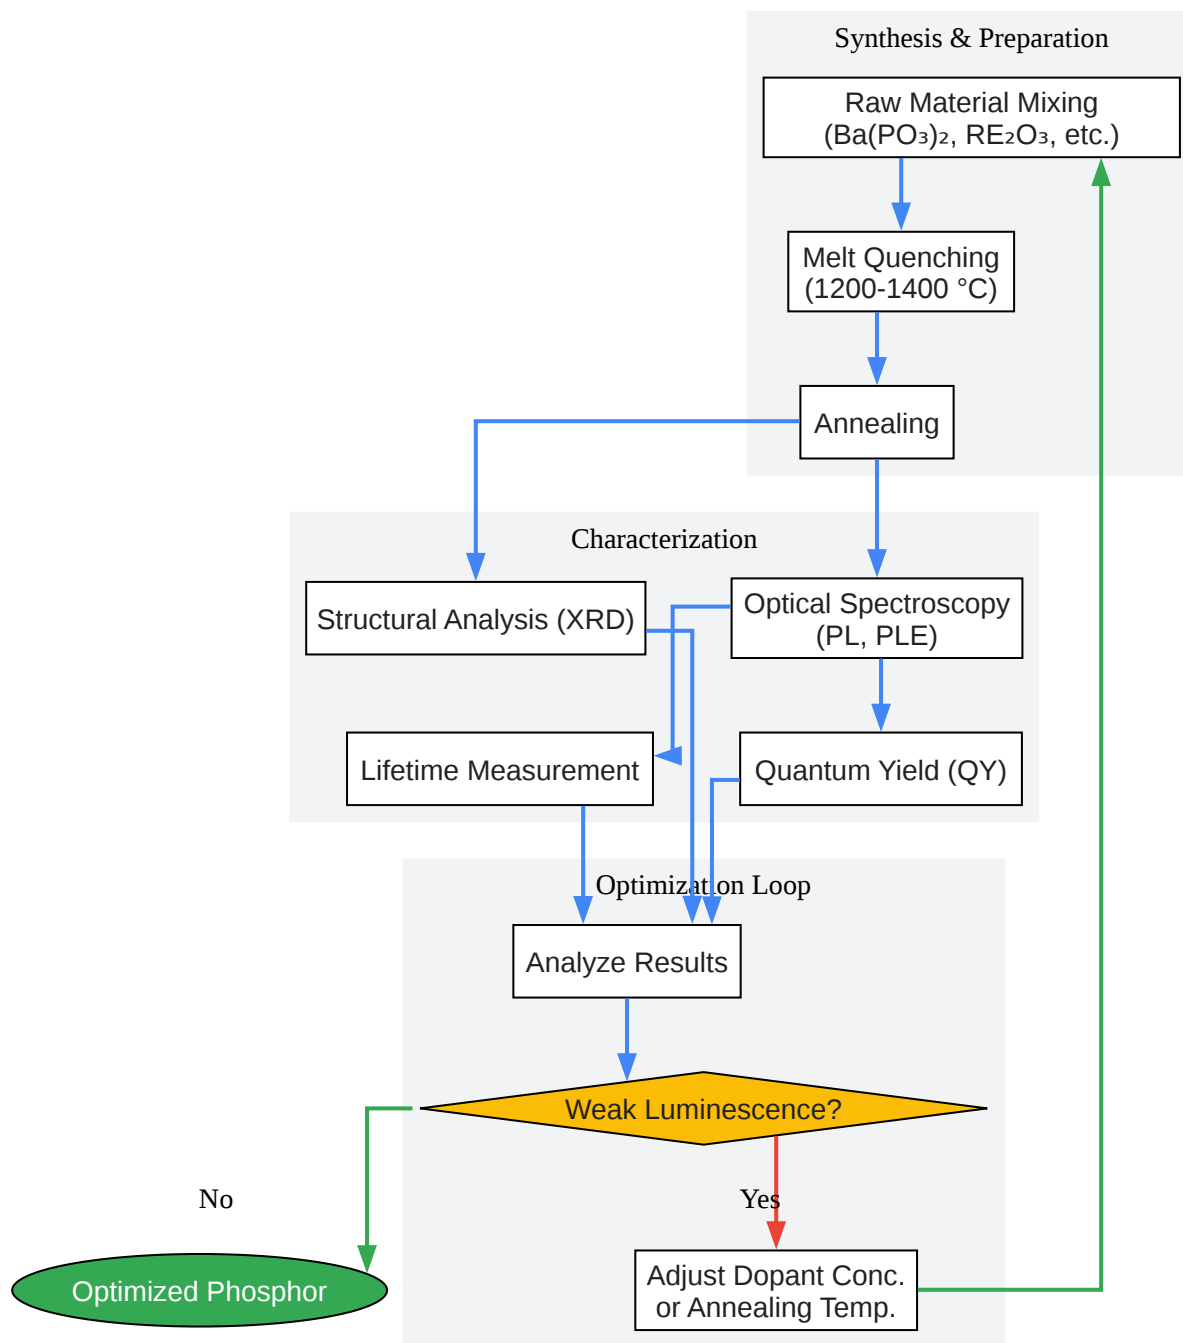 Synthesis & Preparation
Raw Material Mixing
(Ba(PO₃)₂, RE₂O₃, etc.)
Melt Quenching
(1200-1400 °C)
Annealing
Characterization
Structural Analysis (XRD)
Optical Spectroscopy
(PL, PLE)
Lifetime Measurement
Quantum Yield (QY)
Optimization Loop
Analyze Results
Weak Luminescence?
No
Yes
Optimized Phosphor
Adjust Dopant Conc.
or Annealing Temp.